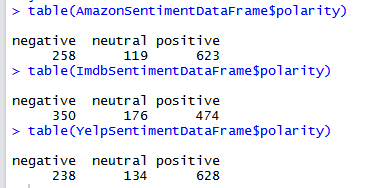 > table(AmazonSentimentDataFrame$polarity)
negative neutral positive
258 119 623
> table(ImdbSentimentDataFrame$polarity)
negative neutral positive
350 176 474
> table(YelpSentimentDataFrame$polarity)
negative neutral positive
238 134 628